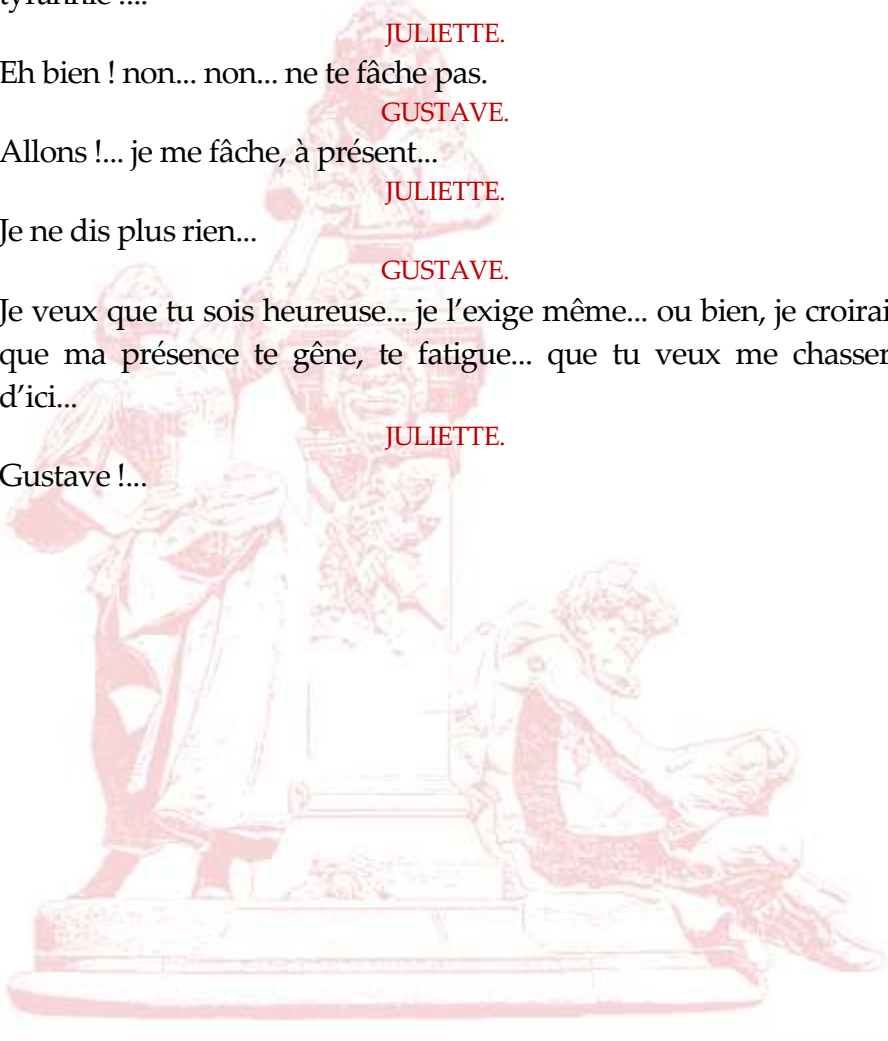 tyrannie !...
JULIETTE.
Eh bien ! non... non... ne te fâche pas.
GUSTAVE.
Allons !... je me fâche, à présent...
JULIETTE.
Je ne dis plus rien...
GUSTAVE.
Je veux que tu sois heureuse... je l’exige même... ou bien, je croirai
que ma présence te gêne, te fatigue... que tu veux me chasser
d’ici...
JULIETTE.
Gustave !...